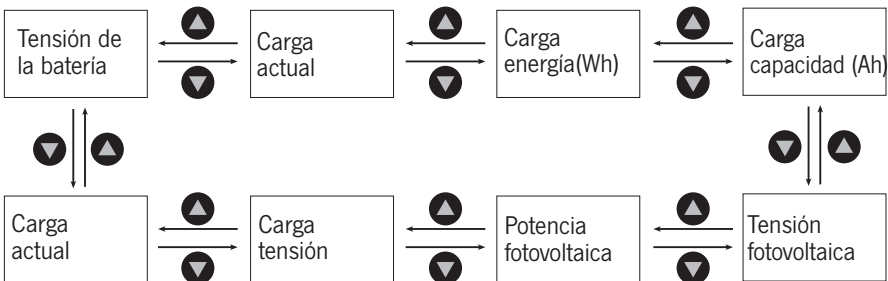 Tensión de
la batería
Carga
actual
Carga
energía(Wh)
Carga
capacidad (Ah)
Carga
actual
Carga
tensión
Potencia
fotovoltaica
Tensión
fotovoltaica